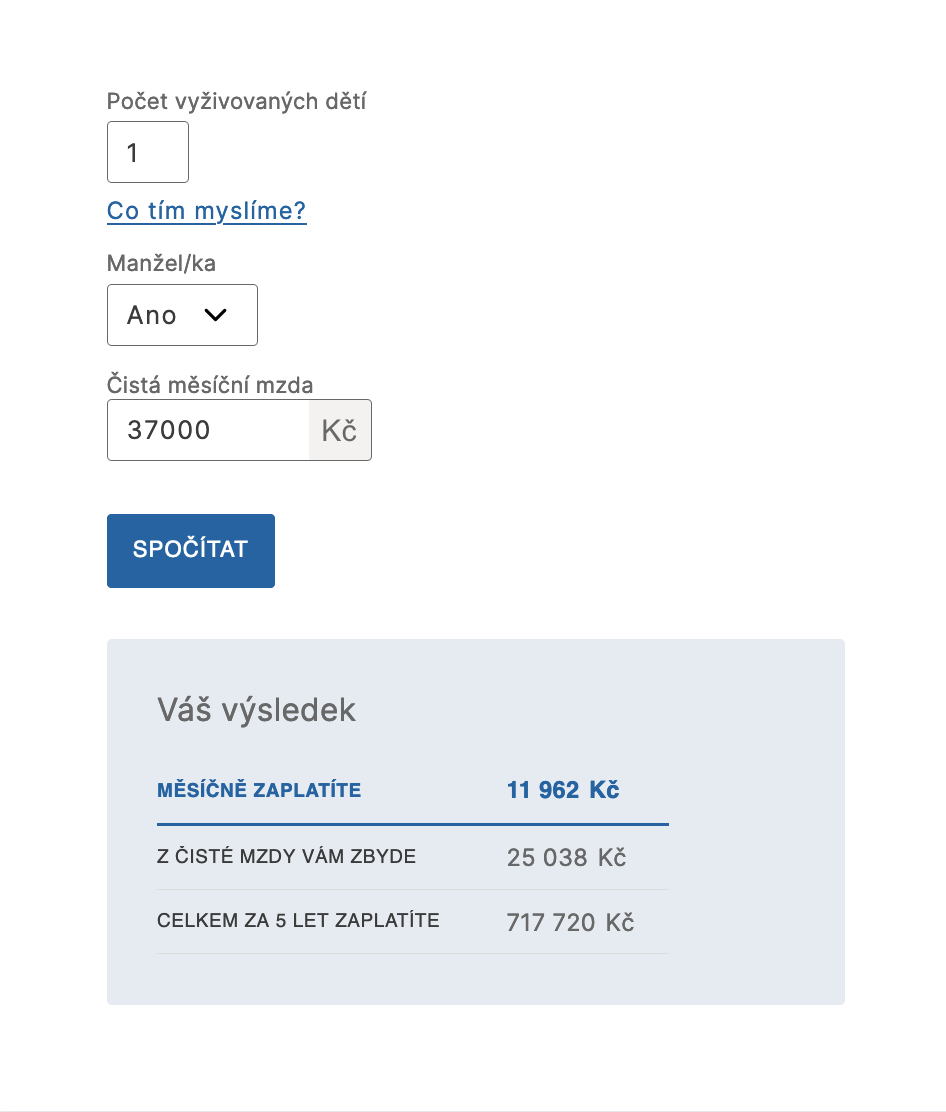 Počet vyživovaných dětí
1
Co tím myslíme?
Manžel/ka
Ano
Čistá měsíční mzda
37000 Kč
SPOČÍTAT
Váš výsledek
MĚSÍČNĚ ZAPLATÍTE 11 962 Kč
Z ČISTÉ MZDY VÁM ZBYDE 25 038 Kč
CELKEM ZA 5 LET ZAPLATÍTE 717 720 Kč